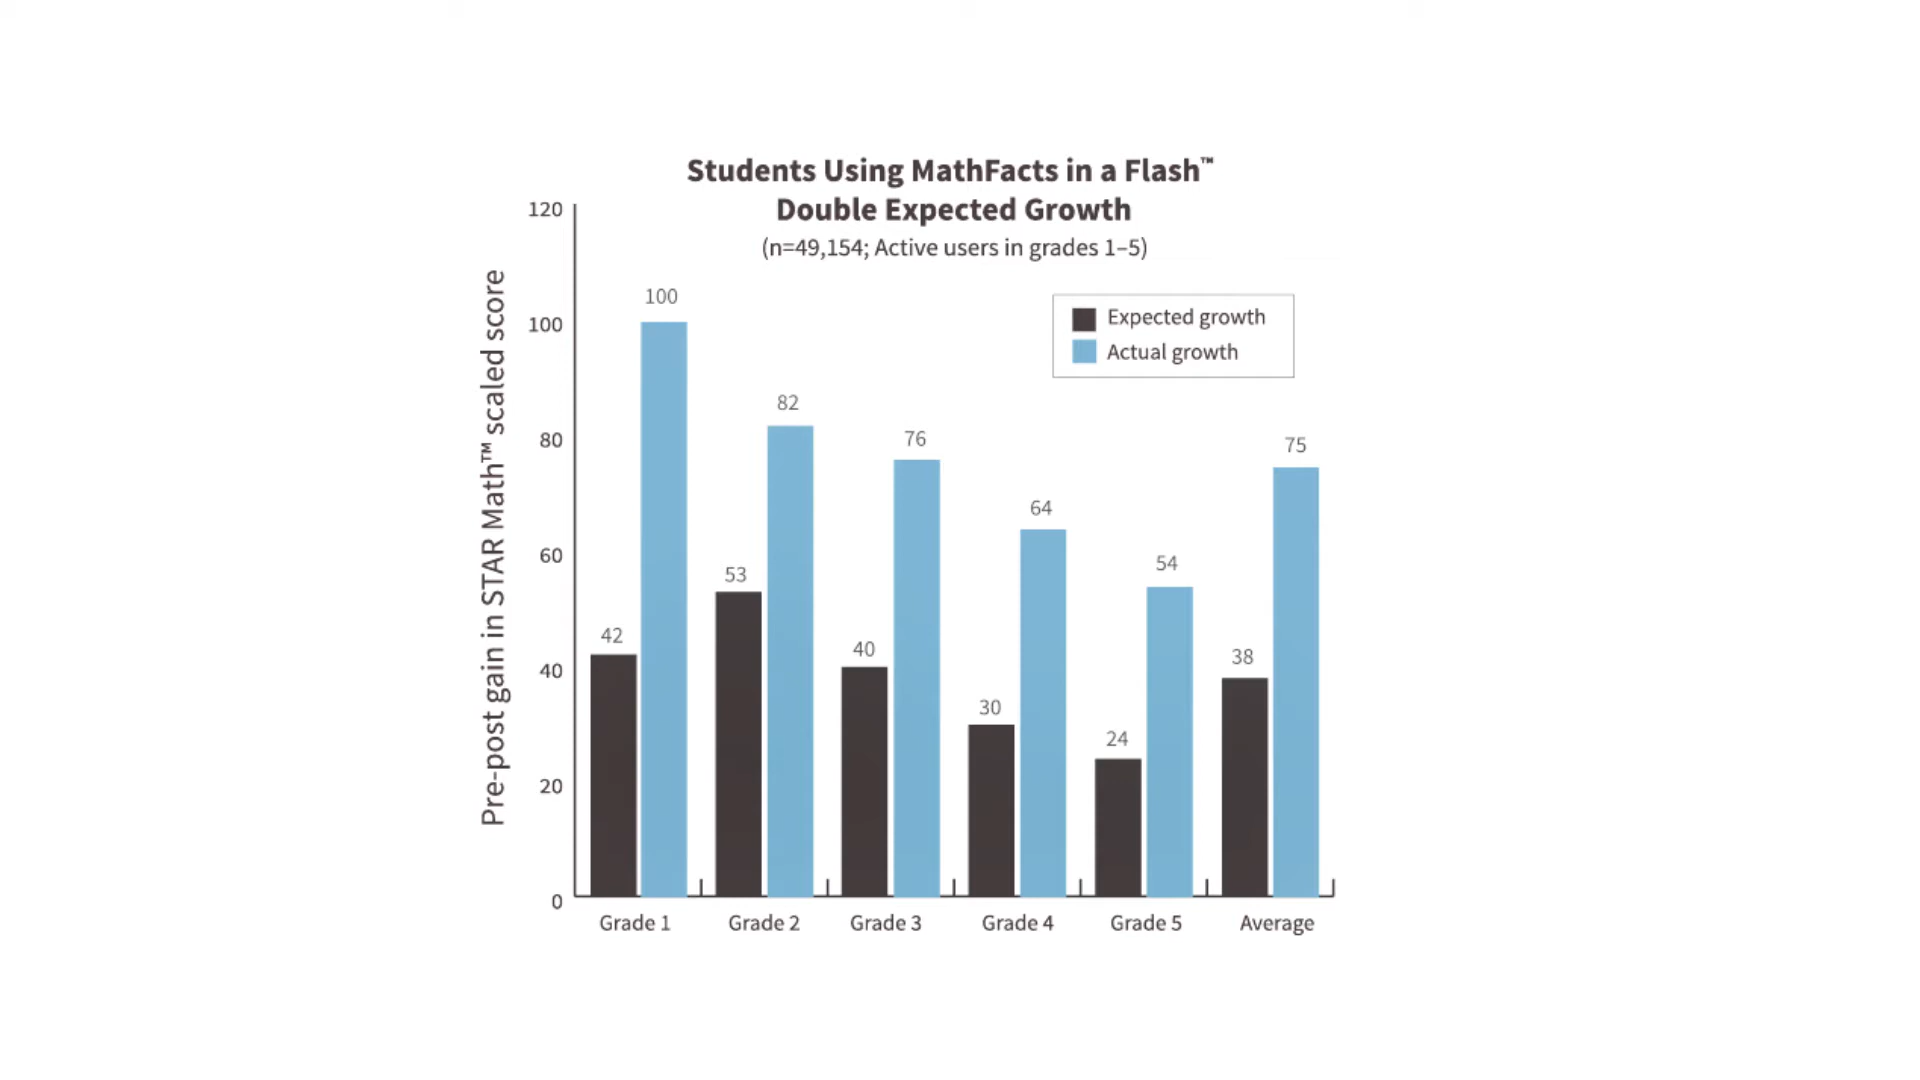 Students Using MathFacts in a Flash™
Double Expected Growth
(n=49,154; Active users in grades 1–5)
Expected growth
Actual growth
Pre-post gain in STAR Math™ scaled score
120
100
80
60
40
20
0
42
100
53
82
40
76
30
64
24
54
38
75
Grade 1
Grade 2
Grade 3
Grade 4
Grade 5
Average